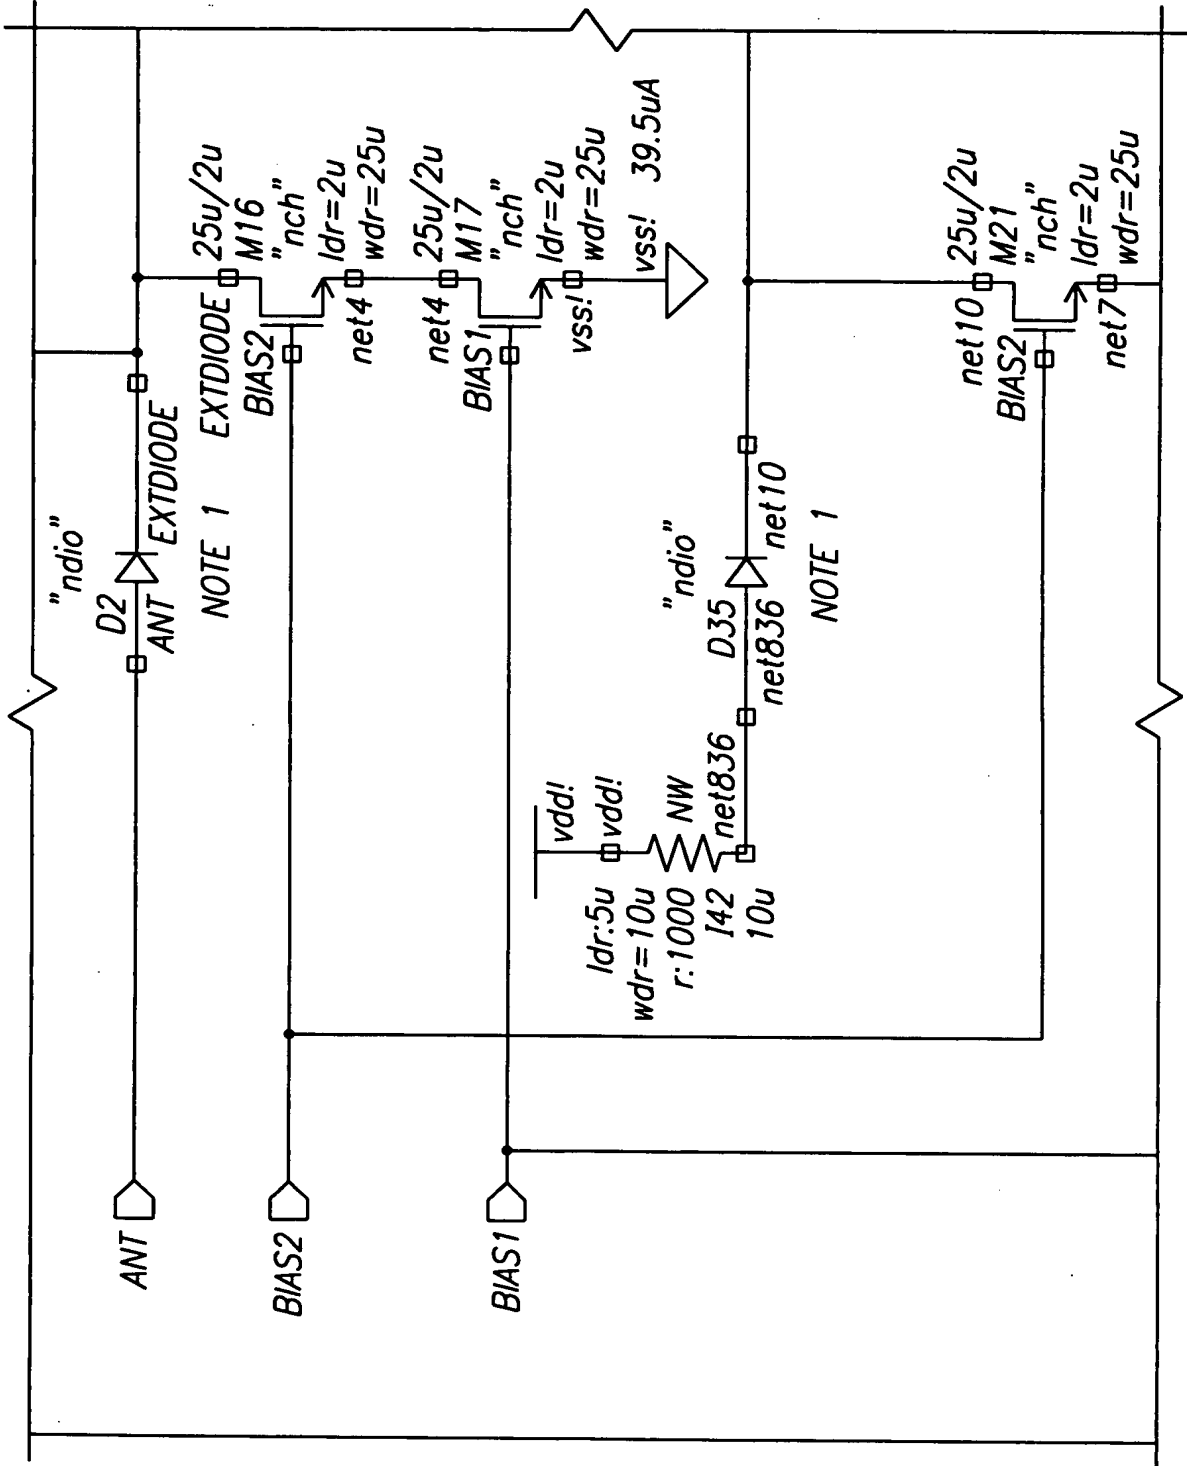 "ndio"
D2
ANT
EXTDIODE
NOTE 1
25u/2u
M16
"nch"
ldr=2u
wdr=25u
EXTDIODE
BIAS2
net4
25u/2u
M17
"nch"
ldr=2u
wdr=25u
net4
BIAS1
vss!
vss!
39.5uA
ANT
BIAS2
BIAS1
vdd!
vdd!
ldr:5u
wdr=10u
r:1000
I42
10u
NW
net836
"ndio"
D35
net836
net10
NOTE 1
25u/2u
M21
"nch"
ldr=2u
wdr=25u
net10
BIAS2
net7